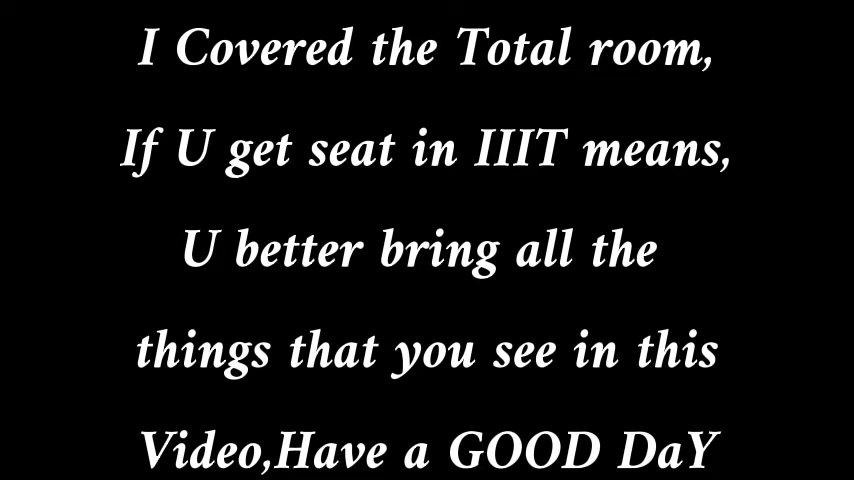 I Covered the Total room,
If U get seat in IIIT means,
U better bring all the
things that you see in this
Video,Have a GOOD DaY